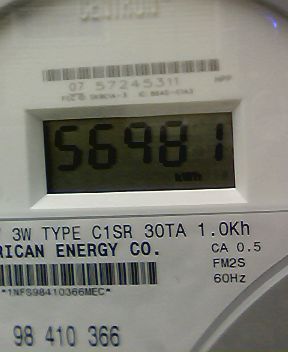 CENTRON
07 57245311
56981
kWh
3W TYPE C1SR 30TA 1.0Kh
RICAN ENERGY CO.
CA 0.5
FM2S
60Hz
*1NFS98410366MEC*
98 410 366